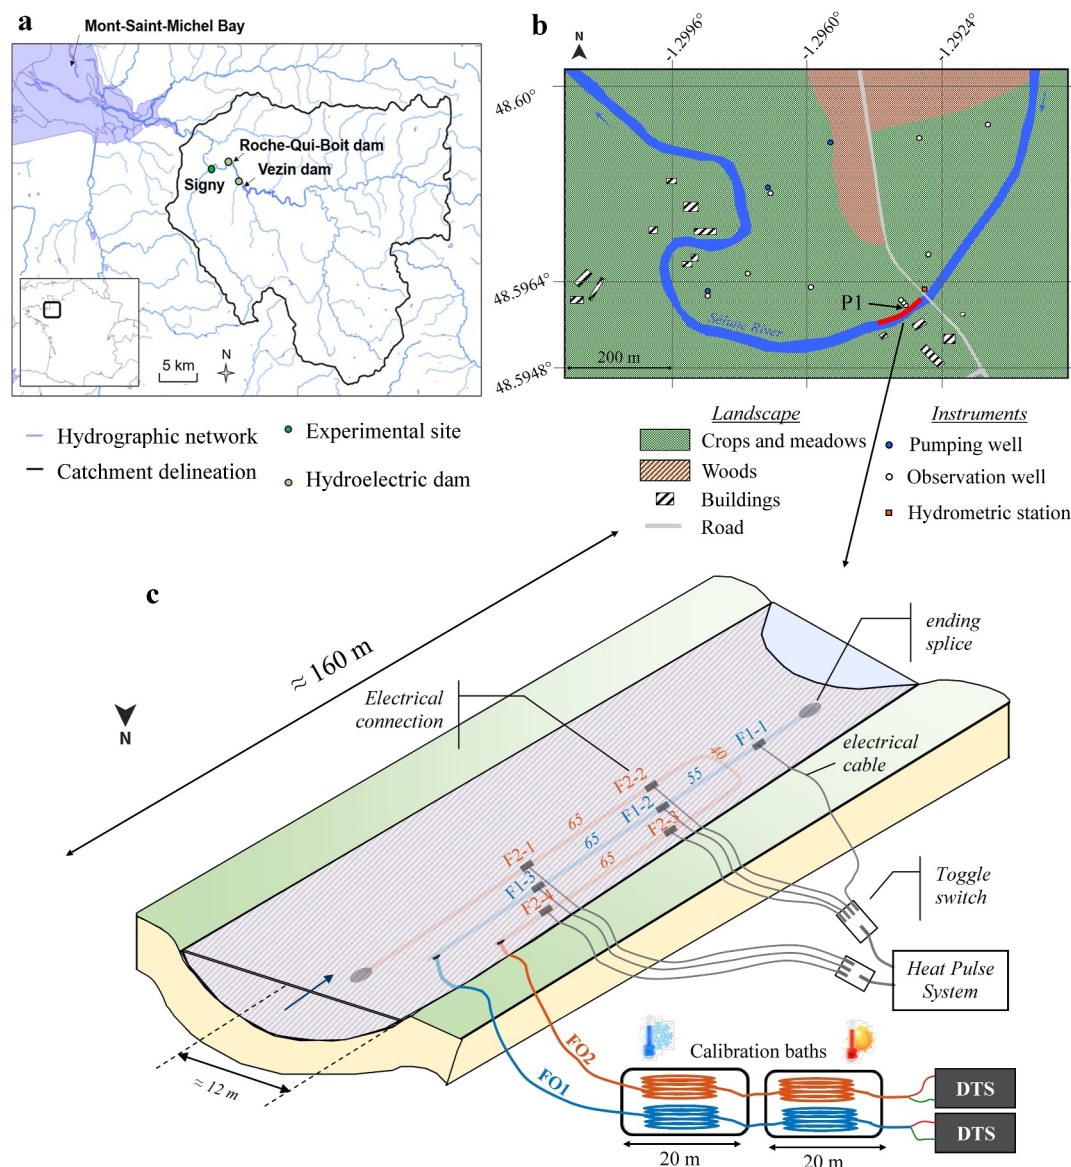 a
Mont-Saint-Michel Bay
Roche-Qui-Boit dam
Vezin dam
Signy
5 km
N
Hydrographic network
Catchment delineation
Experimental site
Hydroelectric dam
b
N
-1.2996°
-1.2960°
-1.2924°
48.60°
48.5964°
48.5948°
P1
Sélune River
200 m
Landscape
Crops and meadows
Woods
Buildings
Road
Instruments
Pumping well
Observation well
Hydrometric station
c
≈ 160 m
N
Electrical
connection
ending
splice
electrical
cable
Toggle
switch
Heat Pulse
System
F1-1
40
55
F2-2
F1-2
F2-3
65
65
65
F2-1
F1-3
F2-4
≈ 12 m
FO2
FO1
Calibration baths
DTS
DTS
20 m
20 m